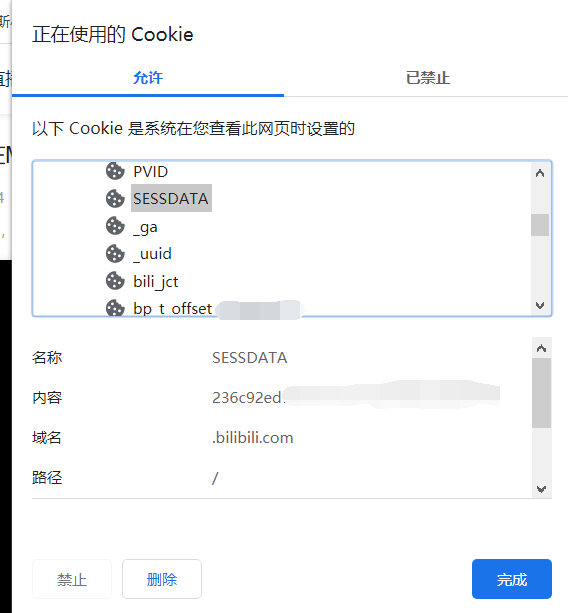 正在使用的 Cookie
允许 已禁止
以下 Cookie 是系统在您查看此网页时设置的
PVID
SESSDATA
_ga
_uuid
bili_jct
bp_t_offset
名称 SESSDATA
内容 236c92ed
域名 .bilibili.com
路径 /
禁止 删除 完成